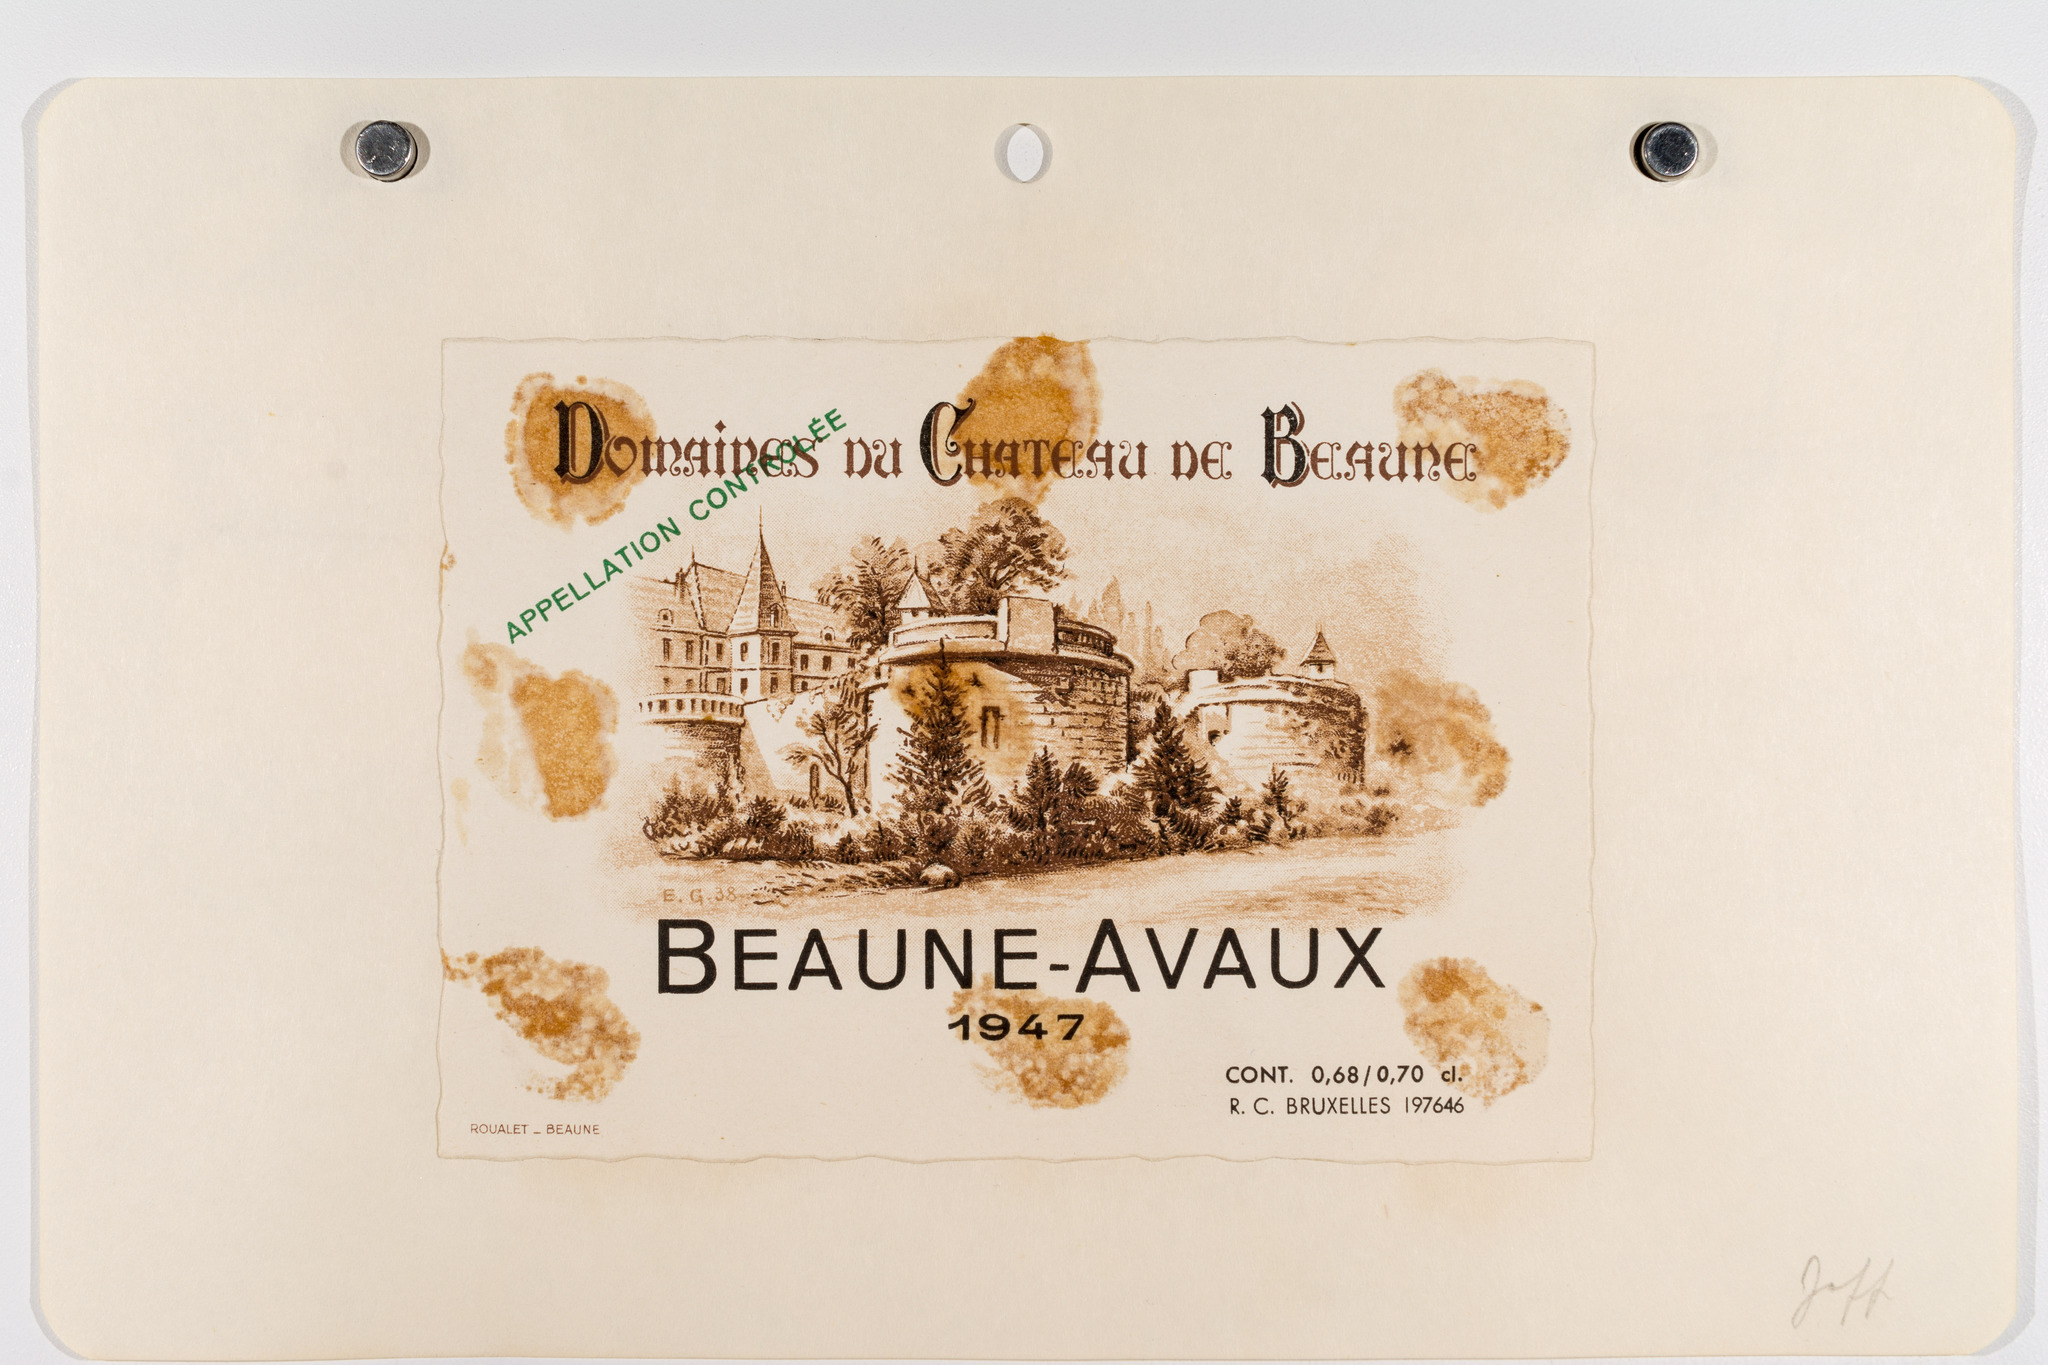 DOMAINES DU CHATEAU DE BEAUNE
APPELLATION CONTROLÉE
E. G. 38
BEAUNE-AVAUX
1947
CONT. 0,68/0,70 cl.
R. C. BRUXELLES 197646
ROUALET _ BEAUNE